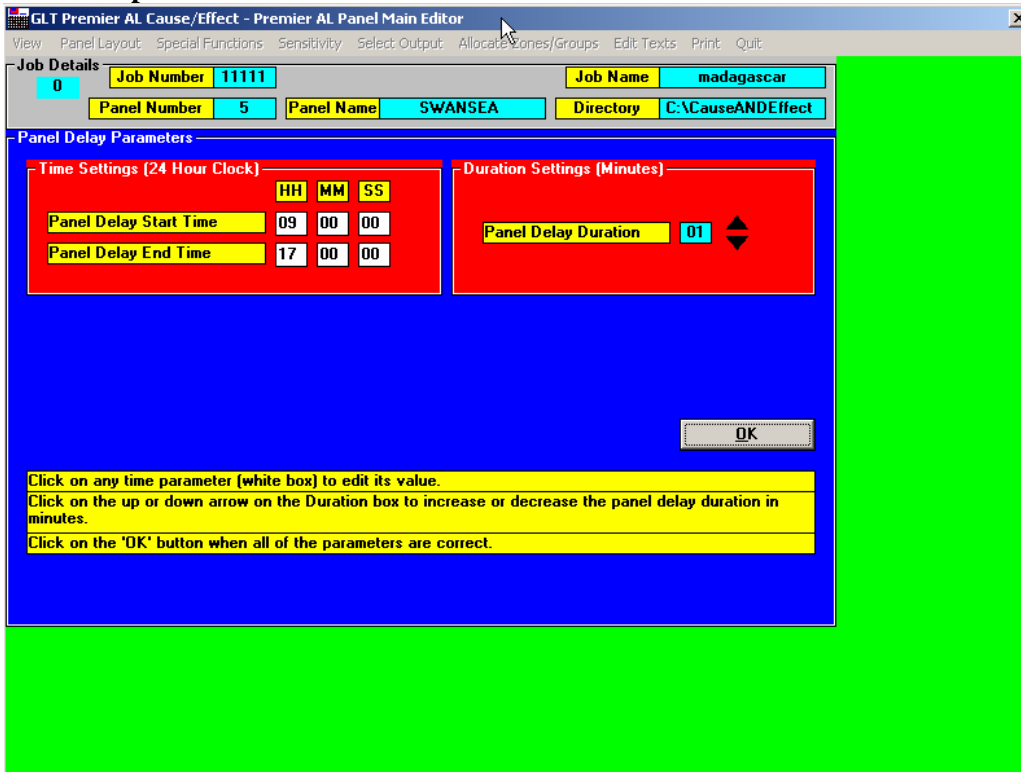 GLT Premier AL Cause/Effect - Premier AL Panel Main Editor
View Panel Layout Special Functions Sensitivity Select Output Allocate Zones/Groups Edit Texts Print Quit
Job Details
0 Job Number 11111 Job Name madagascar
Panel Number 5 Panel Name SWANSEA Directory C:\CauseANDEffect
Panel Delay Parameters
Time Settings (24 Hour Clock) Duration Settings (Minutes)
HH MM SS
Panel Delay Start Time 09 00 00 Panel Delay Duration 01
Panel Delay End Time 17 00 00
OK
Click on any time parameter (white box) to edit its value.
Click on the up or down arrow on the Duration box to increase or decrease the panel delay duration in
minutes.
Click on the 'OK' button when all of the parameters are correct.